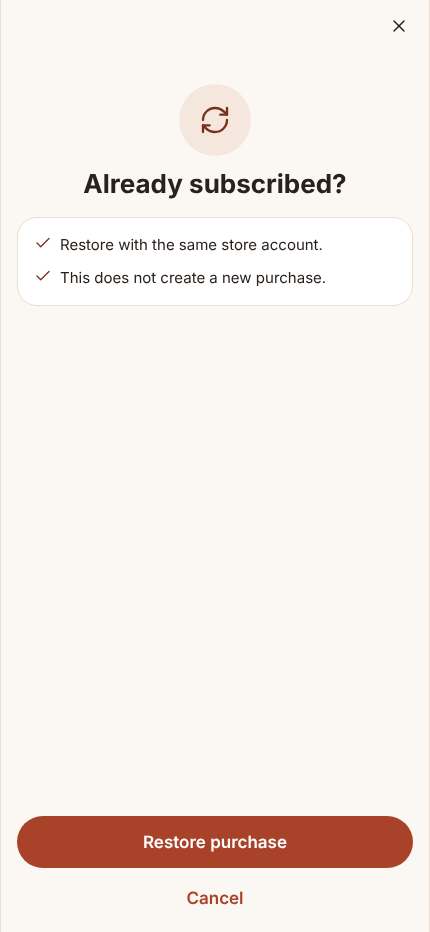 Already subscribed?
Restore with the same store account.
This does not create a new purchase.
Restore purchase
Cancel